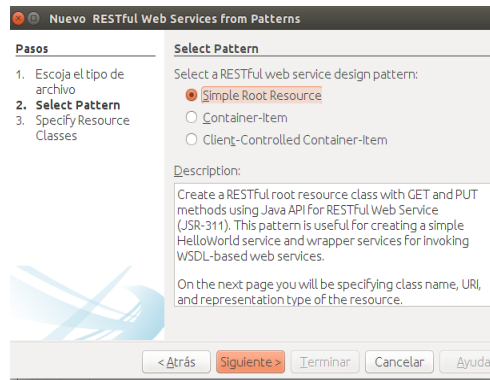 Nuevo RESTful Web Services from Patterns
Pasos
1. Escoja el tipo de
archivo
2. Select Pattern
3. Specify Resource
Classes
Select Pattern
Select a RESTful web service design pattern:
Simple Root Resource
Container-Item
Client-Controlled Container-Item
Description:
Create a RESTful root resource class with GET and PUT
methods using Java API for RESTful Web Service
(JSR-311). This pattern is useful for creating a simple
HelloWorld service and wrapper services for invoking
WSDL-based web services.
On the next page you will be specifying class name, URI,
and representation type of the resource.
< Atrás Siguiente > Terminar Cancelar Ayuda